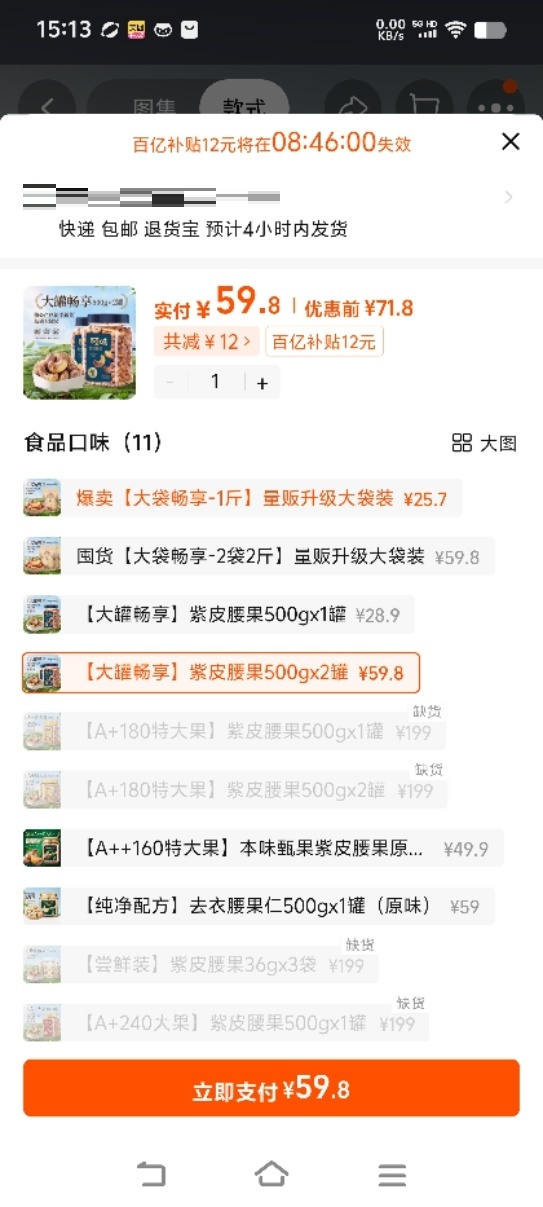 15:13
0.00 KB/s 5G HD
图集 款式
百亿补贴12元将在08:46:00失效
快递 包邮 退货宝 预计4小时内发货
大罐畅享500g×2罐
实付¥59.8 | 优惠前¥71.8
共减¥12> 百亿补贴12元
- 1 +
食品口味（11） 大图
爆卖【大袋畅享-1斤】量贩升级大袋装 ¥25.7
囤货【大袋畅享-2袋2斤】量贩升级大袋装 ¥59.8
【大罐畅享】紫皮腰果500gx1罐 ¥28.9
【大罐畅享】紫皮腰果500gx2罐 ¥59.8
缺货
【A+180特大果】紫皮腰果500gx1罐 ¥199
缺货
【A+180特大果】紫皮腰果500gx2罐 ¥199
【A++160特大果】本味甄果紫皮腰果原... ¥49.9
【纯净配方】去衣腰果仁500gx1罐（原味） ¥59
缺货
【尝鲜装】紫皮腰果36gx3袋 ¥199
缺货
【A+240大果】紫皮腰果500gx1罐 ¥199
立即支付¥59.8